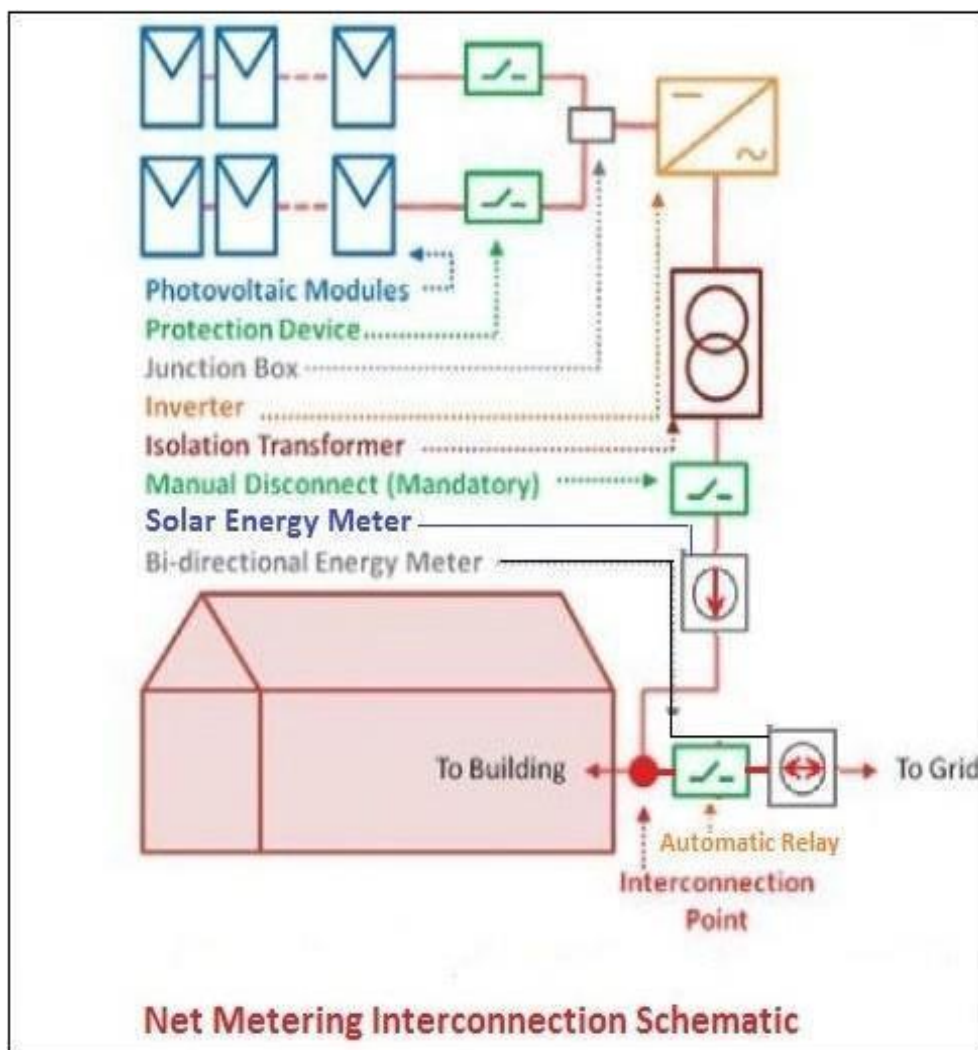 Photovoltaic Modules
Protection Device
Junction Box
Inverter
Isolation Transformer
Manual Disconnect (Mandatory)
Solar Energy Meter
Bi-directional Energy Meter
To Building
To Grid
Automatic Relay
Interconnection
Point
Net Metering Interconnection Schematic